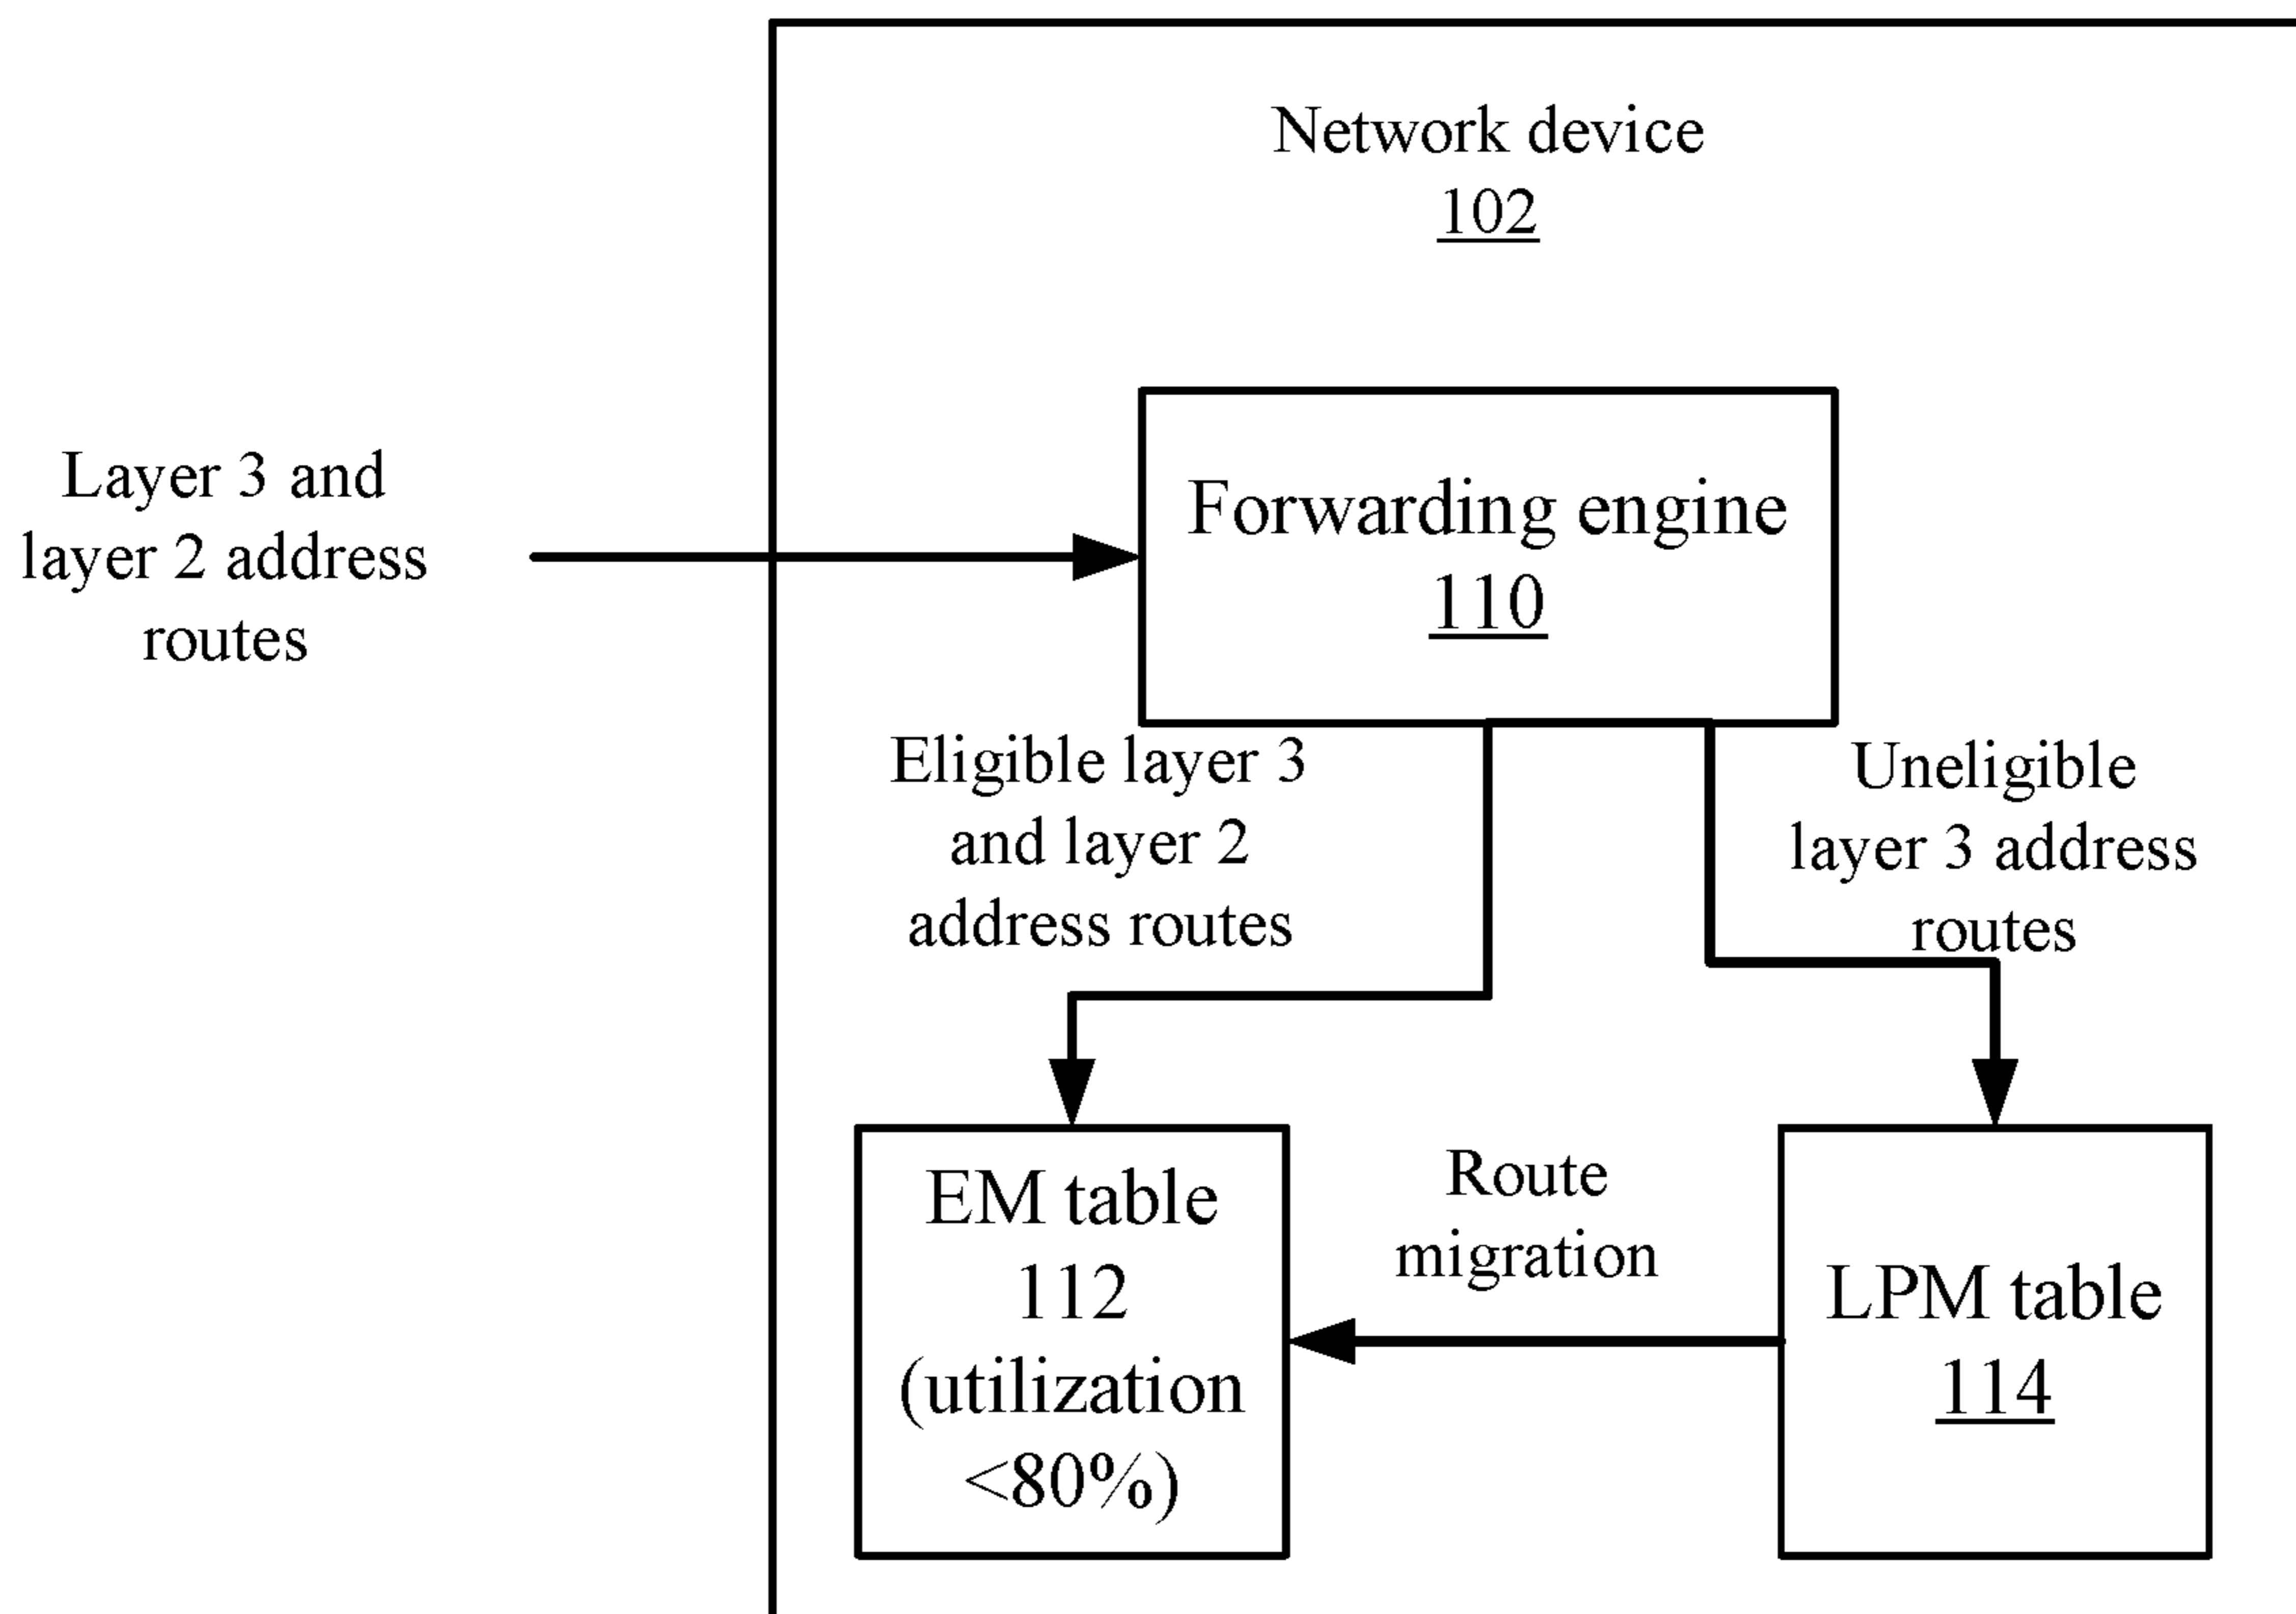 Network device
102
Layer 3 and
layer 2 address
routes
Forwarding engine
110
Eligible layer 3
and layer 2
address routes
Uneligible
layer 3 address
routes
EM table
112
(utilization
<80%)
Route
migration
LPM table
114